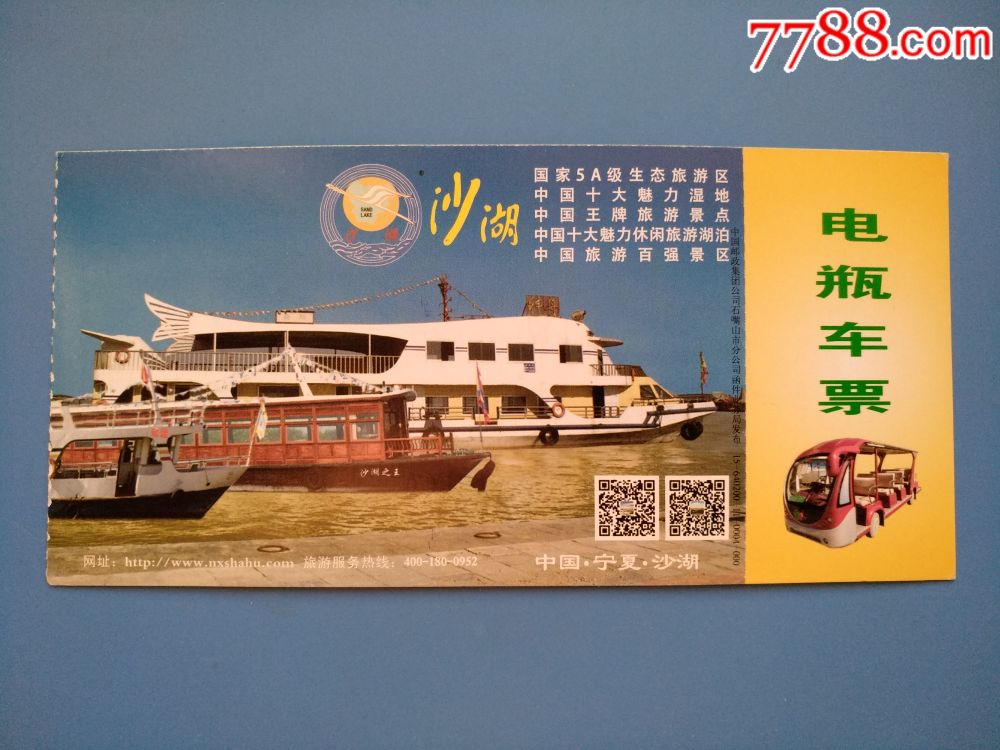 7788.com
SAND
LAKE
沙湖
国家5A级生态旅游区
中国十大魅力湿地
中国王牌旅游景点
中国十大魅力休闲旅游湖泊
中国旅游百强景区
沙湖之王
网址：http://www.nxshahu.com 旅游服务热线：400-180-0952
中国·宁夏·沙湖
电瓶车票